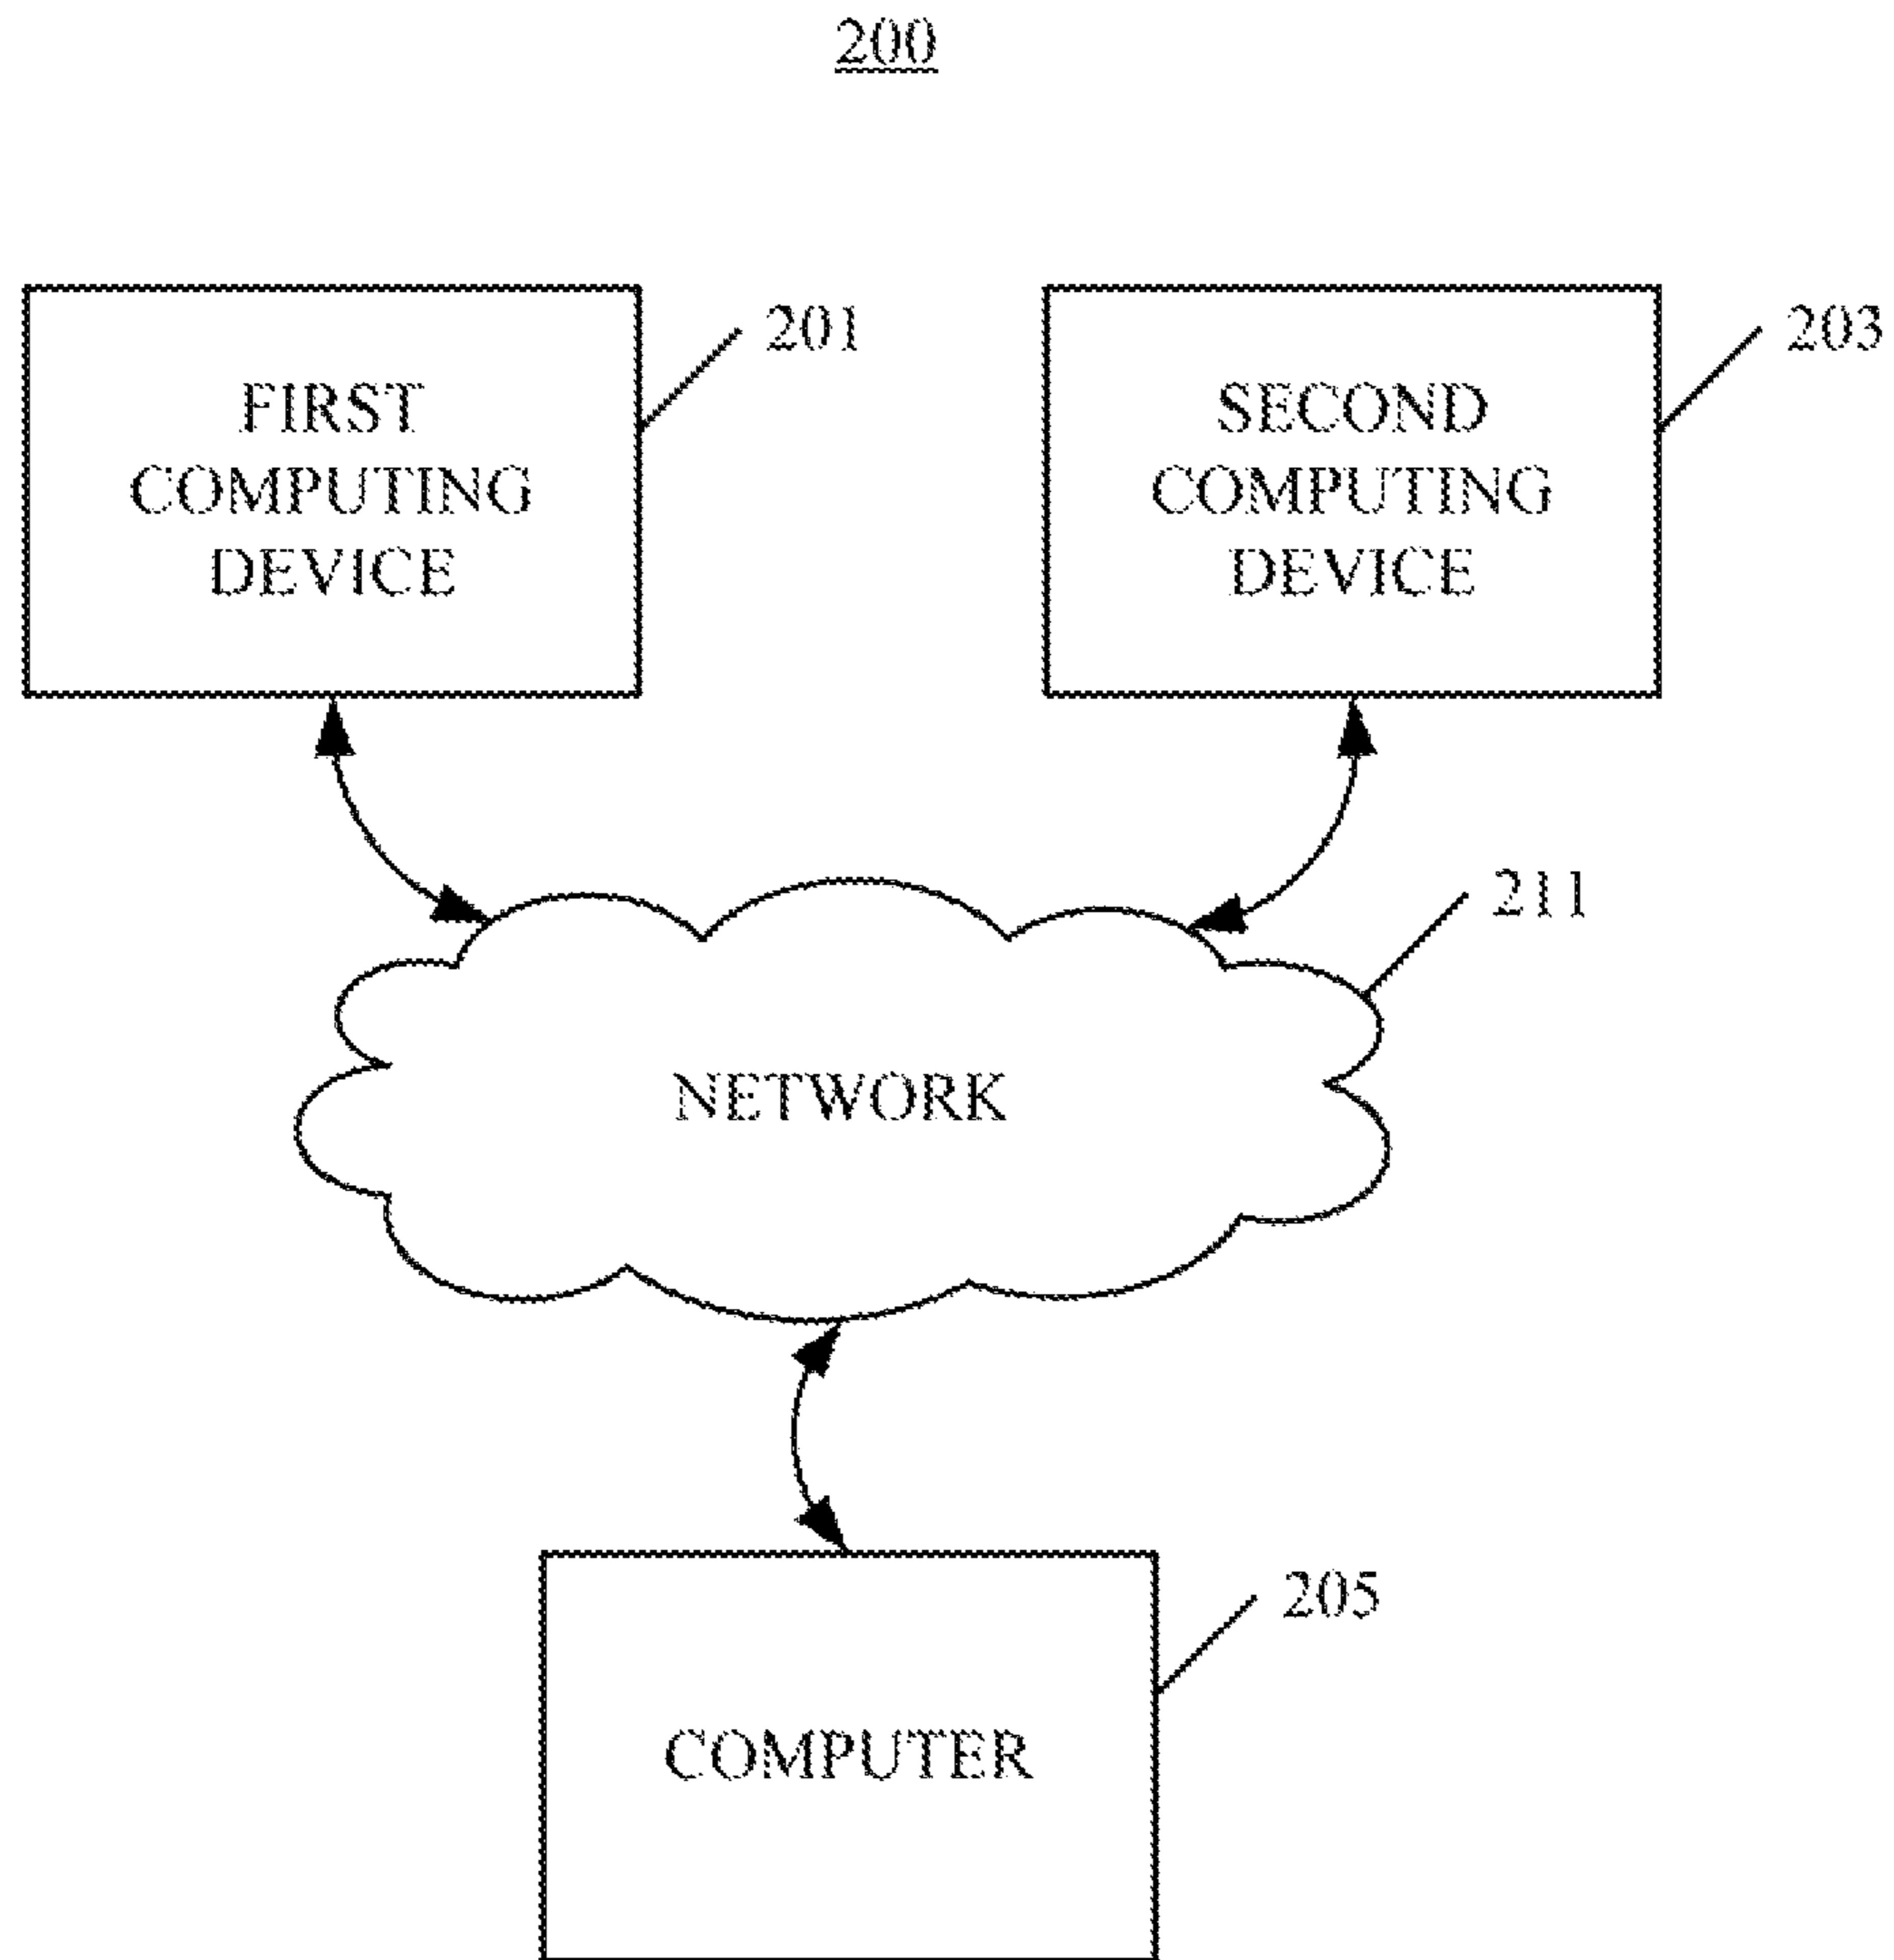 200
201
203
FIRST
COMPUTING
DEVICE
SECOND
COMPUTING
DEVICE
211
NETWORK
205
COMPUTER